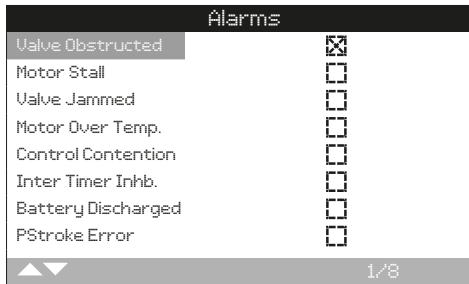 Alarms
Valve Obstructed
Motor Stall
Valve Jammed
Motor Over Temp.
Control Contention
Inter Timer Inhb.
Battery Discharged
PStroke Error
1/8